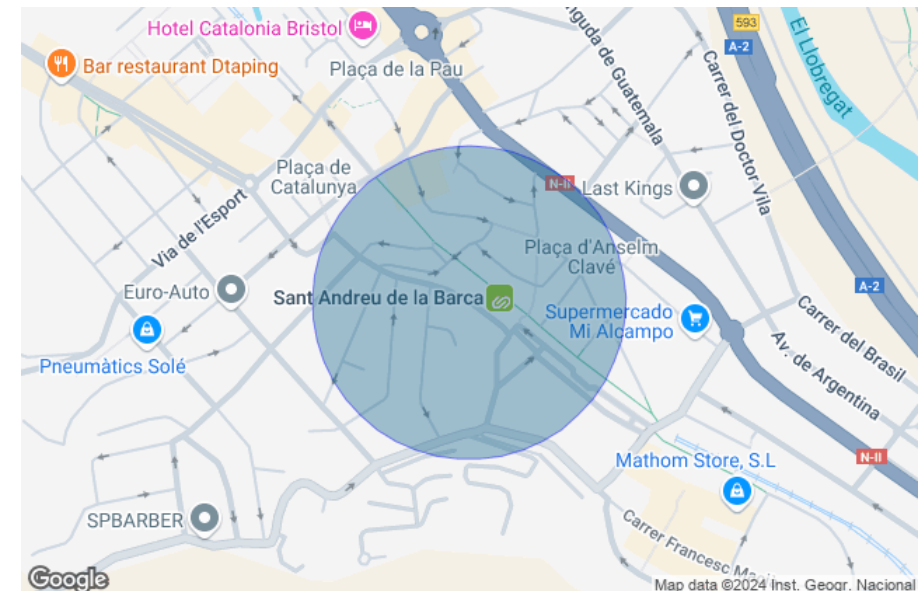 Hotel Catalonia Bristol
Bar restaurant Dtaping
Plaça de la Pau
593
A-2
El Llobregat
Carrer del Doctor Vila
Plaça de
Catalunya
N-II
Last Kings
Via de l'Esport
Plaça d'Anselm
Clavé
Euro-Auto
Sant Andreu de la Barca
A-2
Supermercado
Mi Alcampo
Carrer del Brasil
Av. de Argentina
Pneumàtics Solé
N-II
Mathom Store, S.L
SPBARBER
Carrer Francesc
Google
Map data ©2024 Inst. Geogr. Nacional